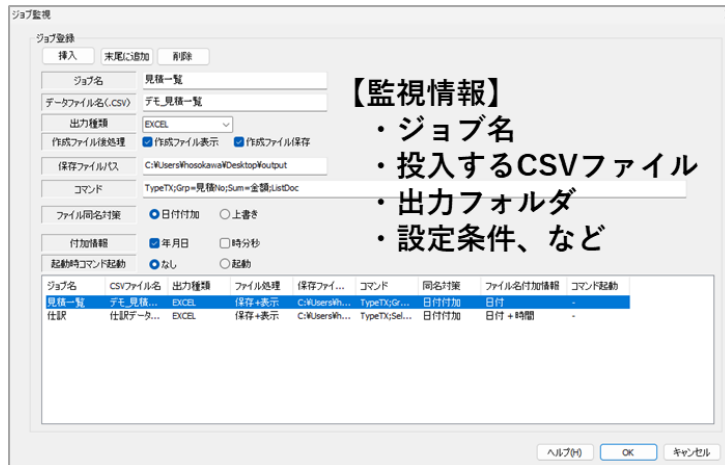 ジョブ監視
ジョブ登録
挿入 末尾に追加 削除
ジョブ名 見積一覧
データファイル名(.CSV) デモ_見積一覧
出力種類 EXCEL
作成ファイル後処理 作成ファイル表示 作成ファイル保存
保存ファイルパス C:¥Users¥hosokawa¥Desktop¥output
コマンド TypeTX;Grp=見積No;Sum=金額;ListDoc
ファイル同名対策 日付付加 上書き
付加情報 年月日 時分秒
起動時コマンド起動 なし 起動
【監視情報】
・ジョブ名
・投入するCSVファイル
・出力フォルダ
・設定条件、など
ジョブ名 CSVファイル名 出力種類 ファイル処理 保存ファイ... コマンド 同名対策 ファイル名付加情報 コマンド起動
見積一覧 デモ_見積... EXCEL 保存+表示 C:¥Users¥h... TypeTX;Gr... 日付付加 日付 -
仕訳 仕訳データ... EXCEL 保存+表示 C:¥Users¥h... TypeTX;Sel... 日付付加 日付 + 時間 -
ヘルプ(H) OK キャンセル